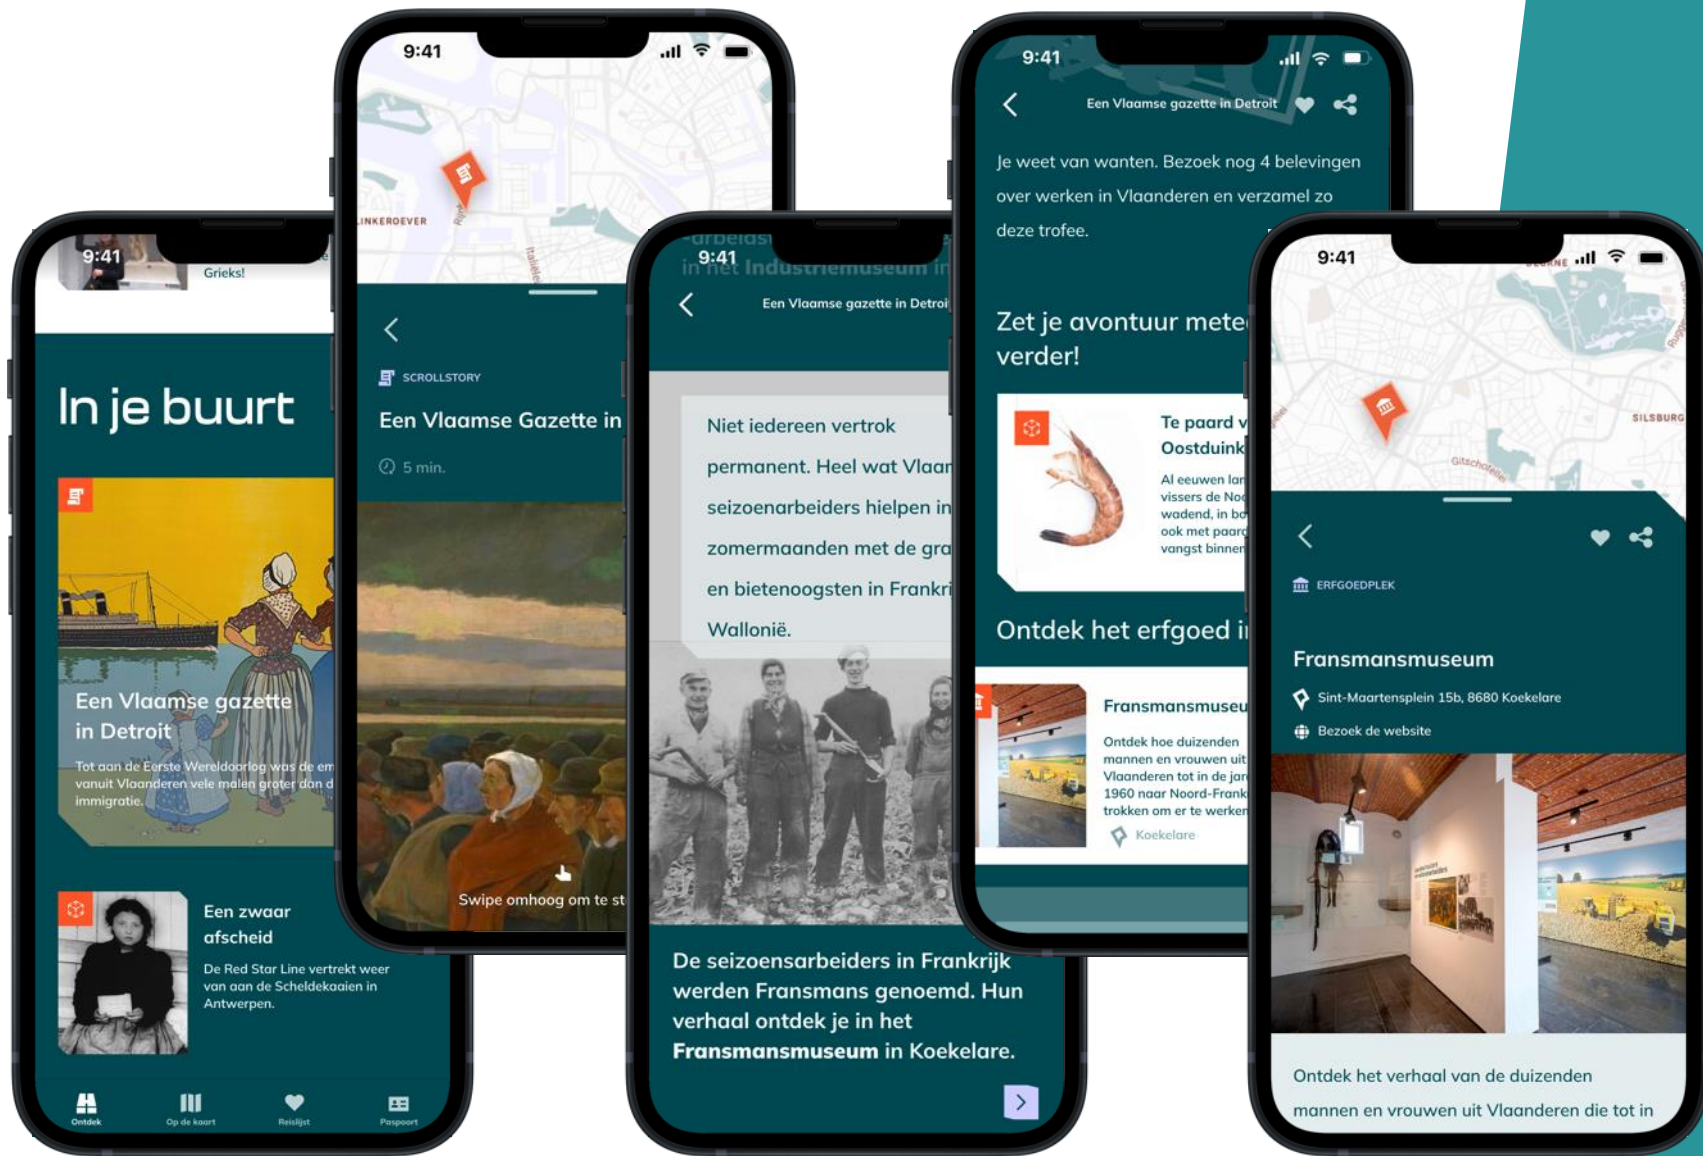 9:41
Grieks!
In je buurt
Een Vlaamse gazette
in Detroit
Tot aan de Eerste Wereldoorlog was de em
vanuit Vlaanderen vele malen groter dan d
immigratie.
Een zwaar
afscheid
De Red Star Line vertrekt weer
van aan de Scheldekaaien in
Antwerpen.
Ontdek
Op de kaart
Reislijst
Paspoort
9:41
LINKEROEVER
Italiëlei
SCROLLSTORY
Een Vlaamse Gazette in
5 min.
Swipe omhoog om te st
-arbeidst
in het Industriemuseum in
9:41
Een Vlaamse gazette in Detroi
Niet iedereen vertrok
permanent. Heel wat Vlaam
seizoenarbeiders hielpen in
zomermaanden met de gra
en bietenoogsten in Frankri
Wallonië.
De seizoensarbeiders in Frankrijk
werden Fransmans genoemd. Hun
verhaal ontdek je in het
Fransmansmuseum in Koekelare.
9:41
Een Vlaamse gazette in Detroit
Je weet van wanten. Bezoek nog 4 belevingen
over werken in Vlaanderen en verzamel zo
deze trofee.
Zet je avontuur mete
verder!
Te paard v
Oostduink
Al eeuwen lan
vissers de Noo
wadend, in bo
ook met paard
vangst binnen
Ontdek het erfgoed i
Fransmansmuseu
Ontdek hoe duizenden
mannen en vrouwen uit
Vlaanderen tot in de jare
1960 naar Noord-Frank
trokken om er te werken
Koekelare
9:41
SILSBURG
Gitschotellei
ERFGOEDPLEK
Fransmansmuseum
Sint-Maartensplein 15b, 8680 Koekelare
Bezoek de website
Ontdek het verhaal van de duizenden
mannen en vrouwen uit Vlaanderen die tot in